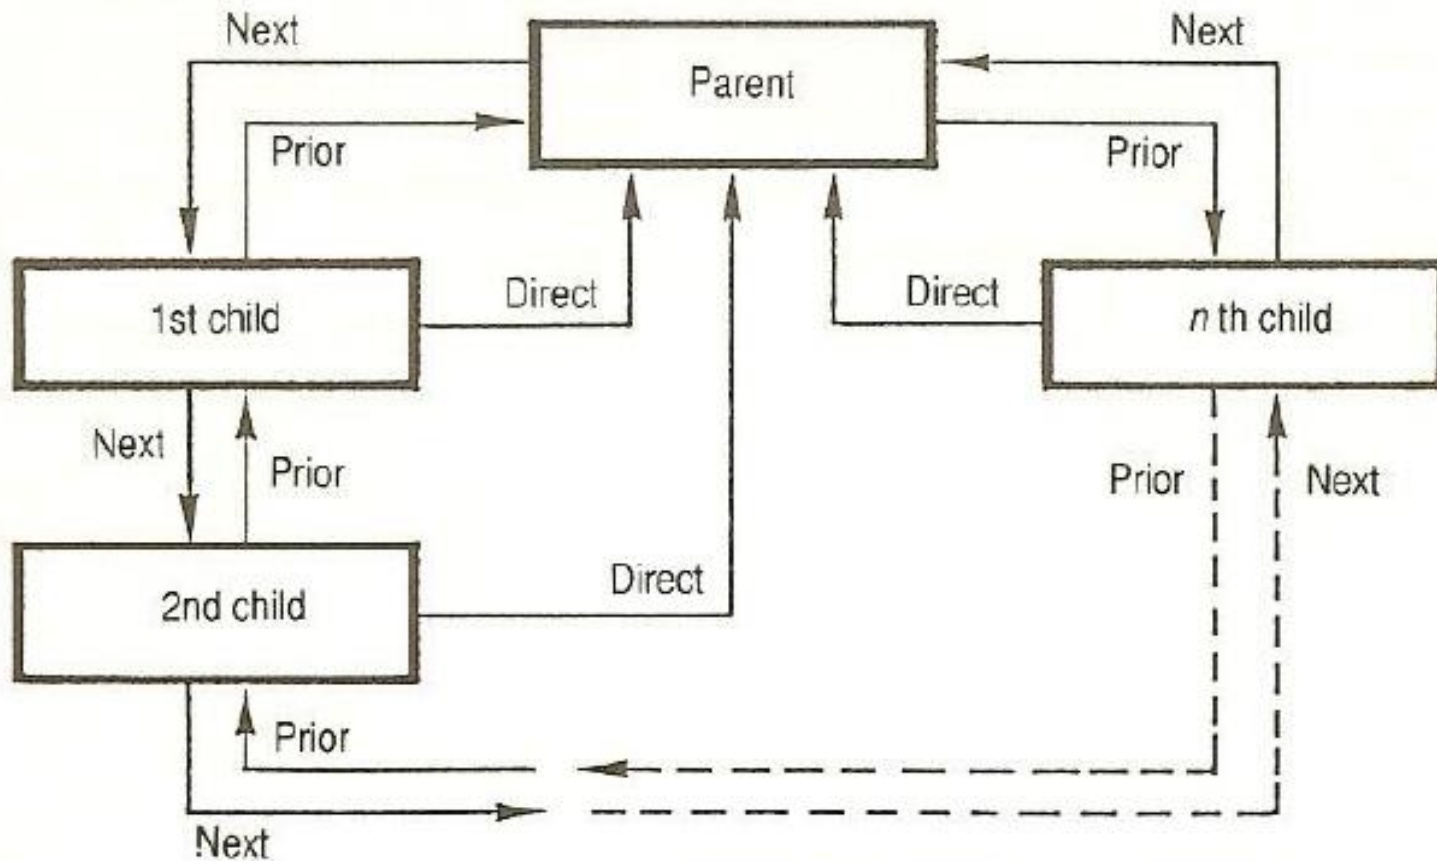 Next
Next
Parent
Prior
Prior
Direct
Direct
1st child
n th child
Next
Prior
Prior
Next
Direct
2nd child
Prior
Next